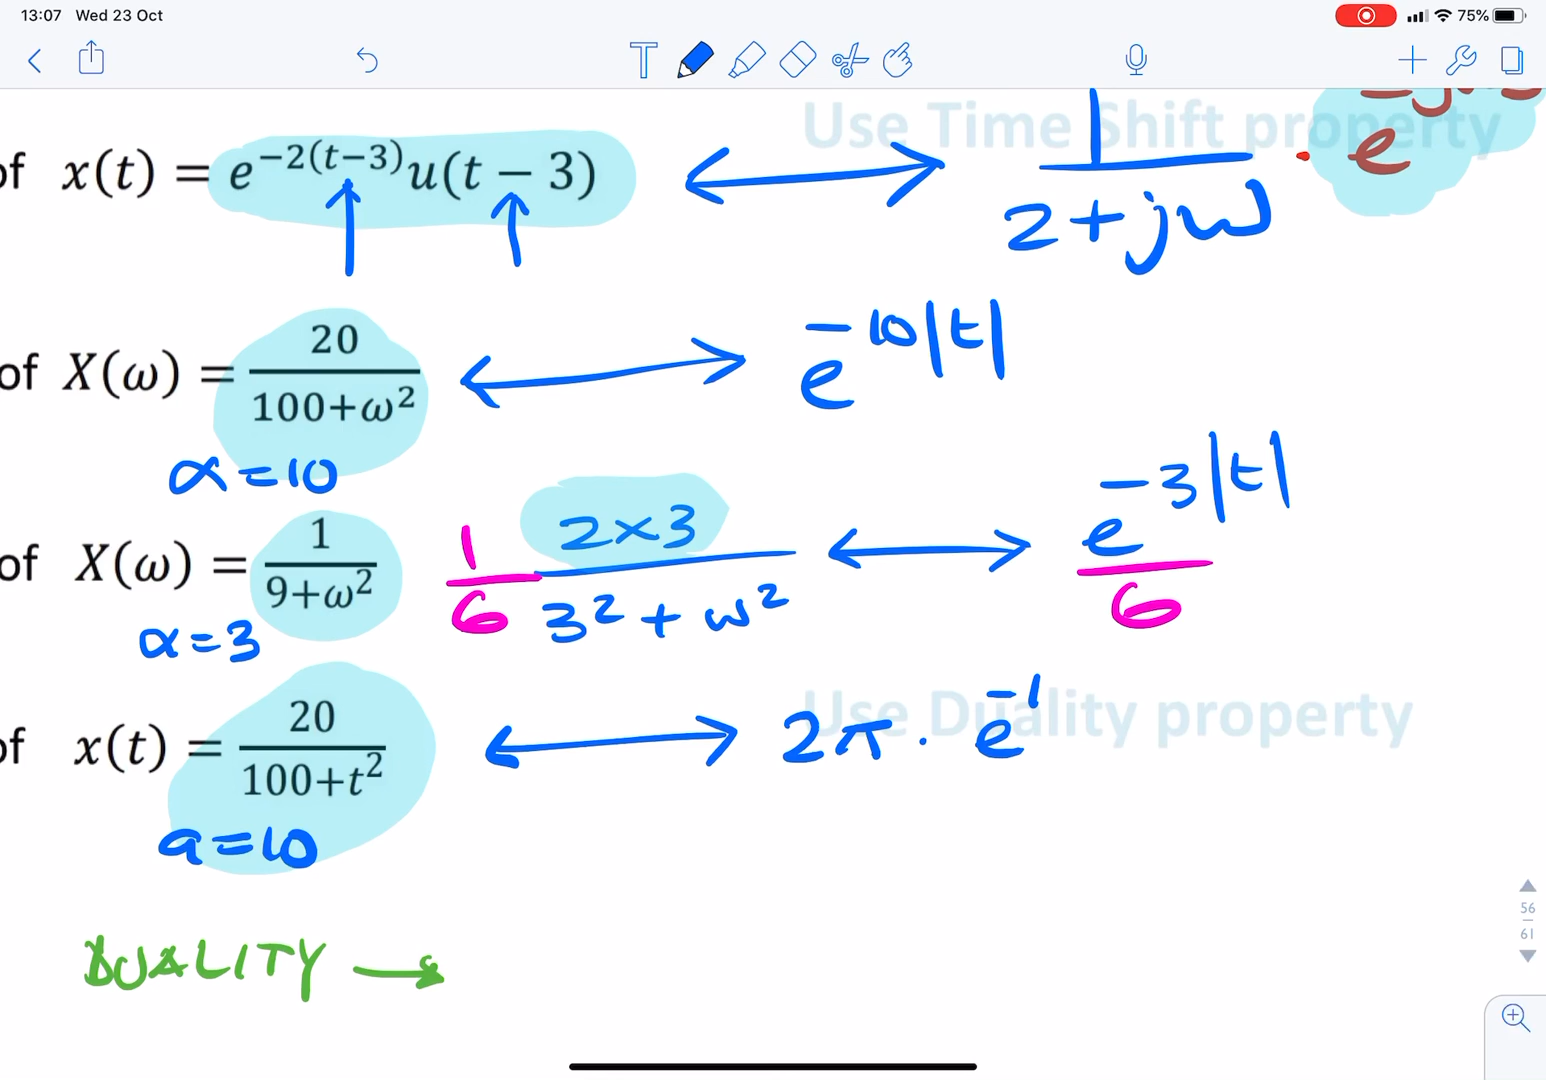 13:07 Wed 23 Oct 75%
T
Use Time Shift property
of x(t) = e^{-2(t-3)}u(t − 3) ⟷ 1/(2+jω) · e
of X(ω) = 20/(100+ω²) ⟷ e^{-10|t|}
α=10
of X(ω) = 1/(9+ω²) 1/6 2×3/(3²+ω²) ⟷ e^{-3|t|}/6
α=3
Use Duality property
of x(t) = 20/(100+t²) ⟷ 2π · e^{-1
a=10
DUALITY →
56
61